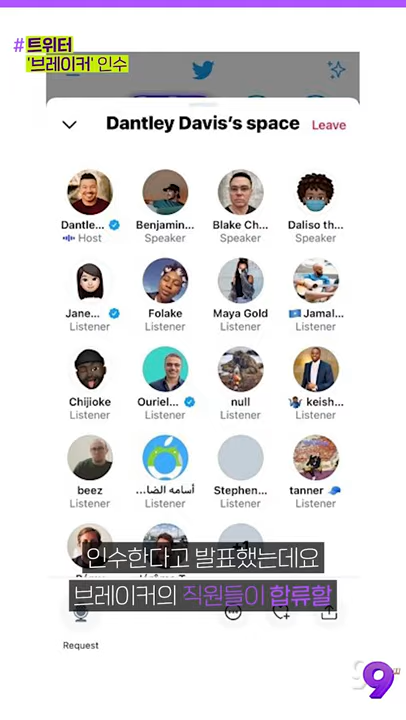 #트위터
'브레이커' 인수
Dantley Davis's space
Leave
Dantle...
Benjamin...
Blake Ch...
Daliso th...
Host
Speaker
Speaker
Speaker
Jane...
Folake
Maya Gold
Jamal...
Listener
Listener
Listener
Listener
Chijioke
Ouriel...
null
keish...
Listener
Listener
Listener
Listener
beez
أسامه الضا...
Stephen...
tanner
Listener
Listener
Listener
Listener
인수한다고 발표했는데요
브레이커의 직원들이 합류할
Request
9